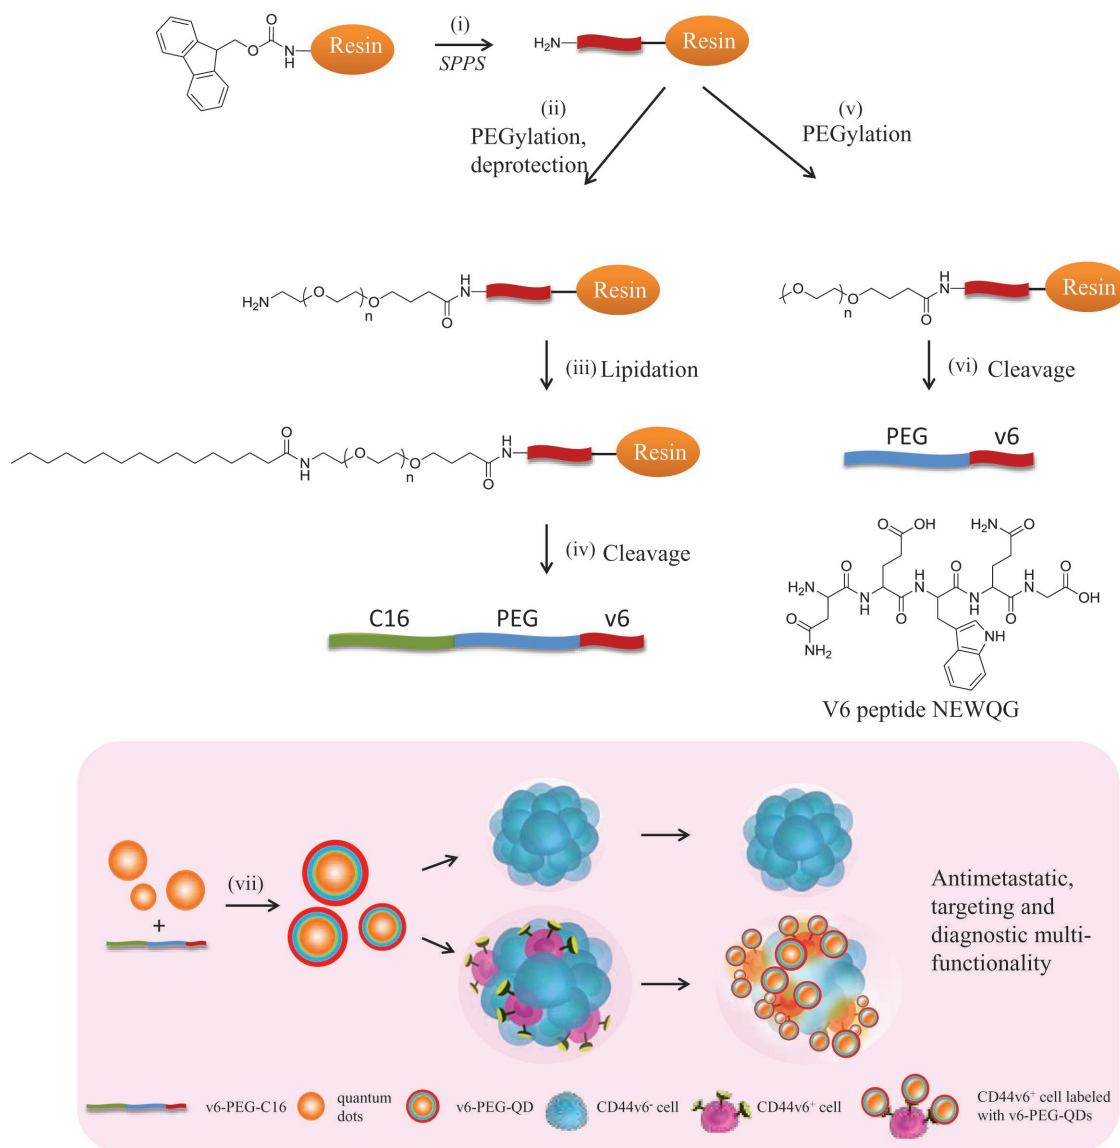 (i)
Resin
SPPS
H₂N
Resin
O
O
N
H
(ii)
PEGylation,
deprotection
(v)
PEGylation
H₂N
O
n
O
O
H
N
Resin
O
n
O
O
H
N
Resin
(iii) Lipidation
(vi) Cleavage
O
N
H
O
n
O
O
H
N
Resin
PEG v6
(iv) Cleavage
C16 PEG v6
O OH
H₂N O
H₂N
O
H
N
O
H
N
O
H
N
O
H
N
O
OH
O
NH₂
NH
V6 peptide NEWQG
(vii)
+
Antimetastatic,
targeting and
diagnostic multi-
functionality
v6-PEG-C16
quantum
dots
v6-PEG-QD
CD44v6⁻ cell
CD44v6⁺ cell
CD44v6⁺ cell labeled
with v6-PEG-QDs